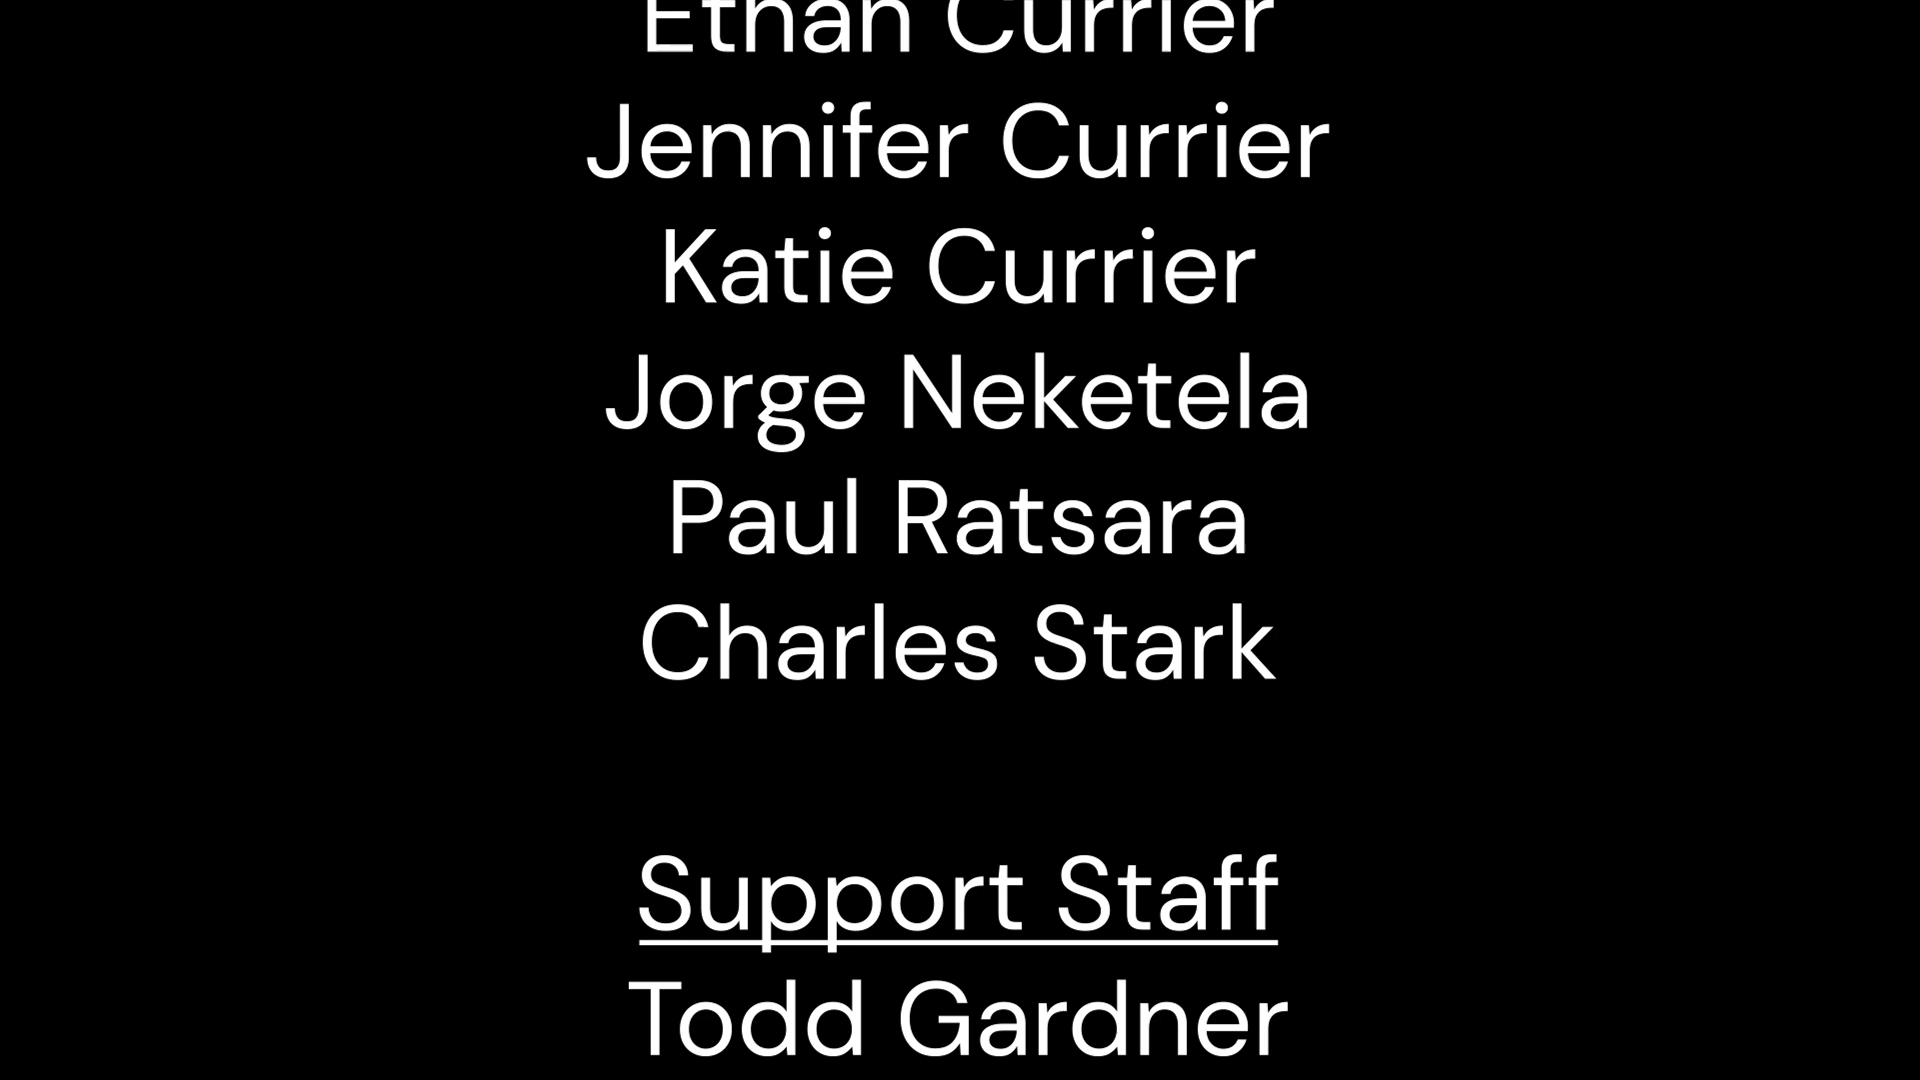 Ethan Currier
Jennifer Currier
Katie Currier
Jorge Neketela
Paul Ratsara
Charles Stark
Support Staff
Todd Gardner